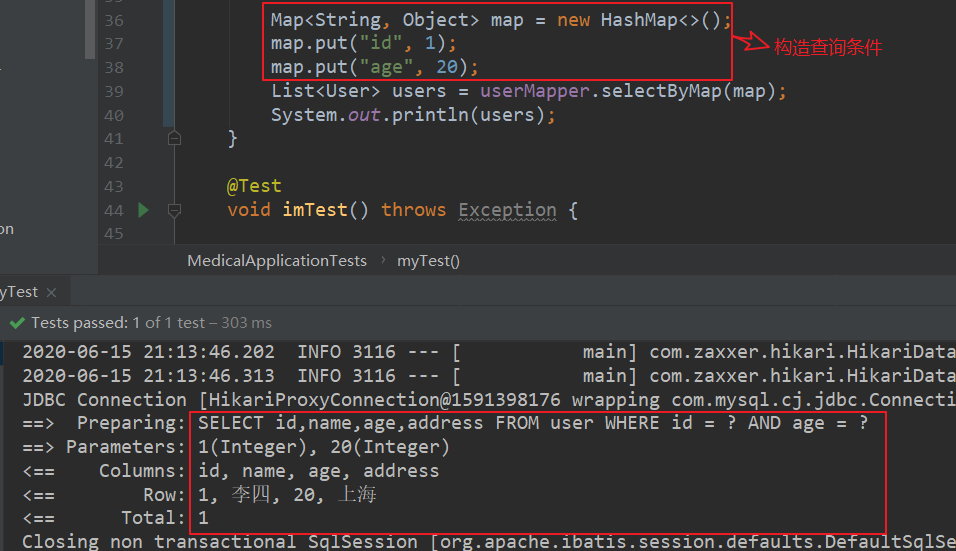 36 Map<String, Object> map = new HashMap<>();
37 map.put("id", 1);
构造查询条件
38 map.put("age", 20);
39 List<User> users = userMapper.selectByMap(map);
40 System.out.println(users);
41 }
42
43 @Test
44 void imTest() throws Exception {
45
on
MedicalApplicationTests › myTest()
yTest ×
Tests passed: 1 of 1 test – 303 ms
2020-06-15 21:13:46.202  INFO 3116 --- [           main] com.zaxxer.hikari.HikariData
2020-06-15 21:13:46.313  INFO 3116 --- [           main] com.zaxxer.hikari.HikariData
JDBC Connection [HikariProxyConnection@1591398176 wrapping com.mysql.cj.jdbc.Connecti
==>  Preparing: SELECT id,name,age,address FROM user WHERE id = ? AND age = ?
==> Parameters: 1(Integer), 20(Integer)
<==    Columns: id, name, age, address
<==        Row: 1, 李四, 20, 上海
<==      Total: 1
Closing non transactional SqlSession [org.apache.ibatis.session.defaults.DefaultSqlSe